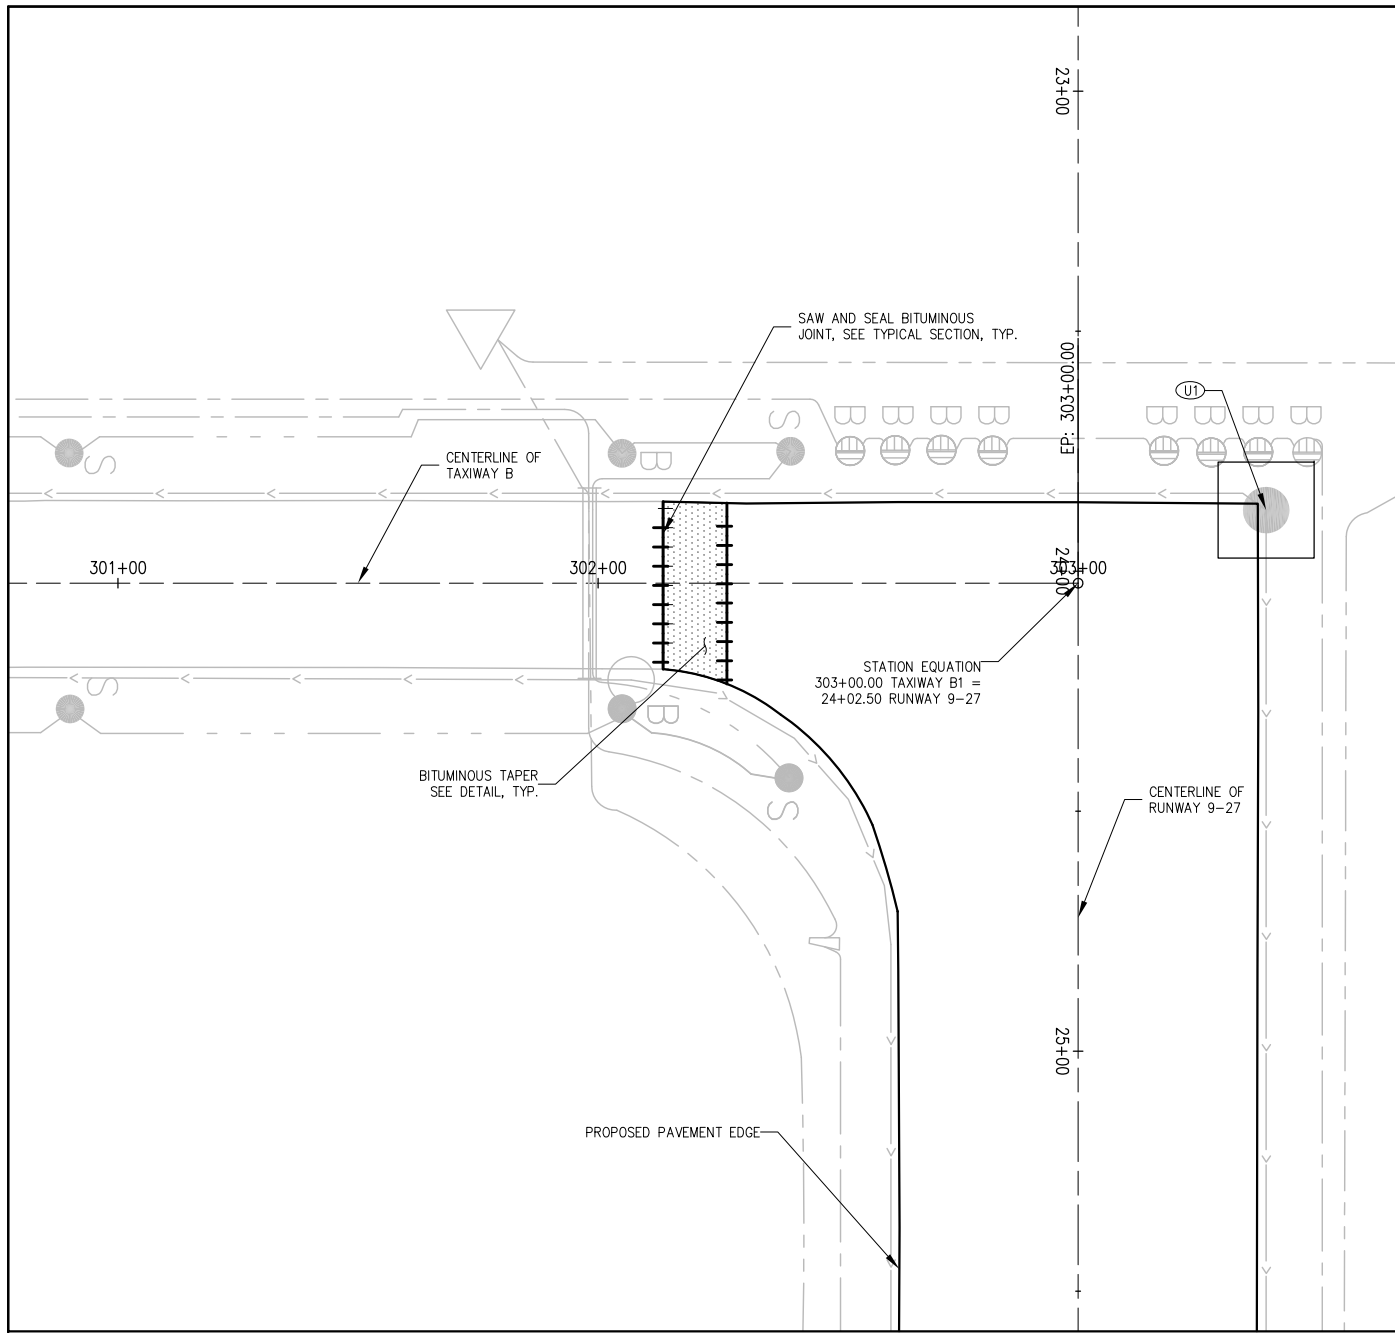 23+00
SAW AND SEAL BITUMINOUS
JOINT, SEE TYPICAL SECTION, TYP.
EP: 303+00.00
U1
B B B B
B B B B
S
S
B
CENTERLINE OF
TAXIWAY B
301+00
302+00
303+00
24+00
STATION EQUATION
303+00.00 TAXIWAY B1 =
24+02.50 RUNWAY 9-27
S
B
BITUMINOUS TAPER
SEE DETAIL, TYP.
S
CENTERLINE OF
RUNWAY 9-27
25+00
PROPOSED PAVEMENT EDGE